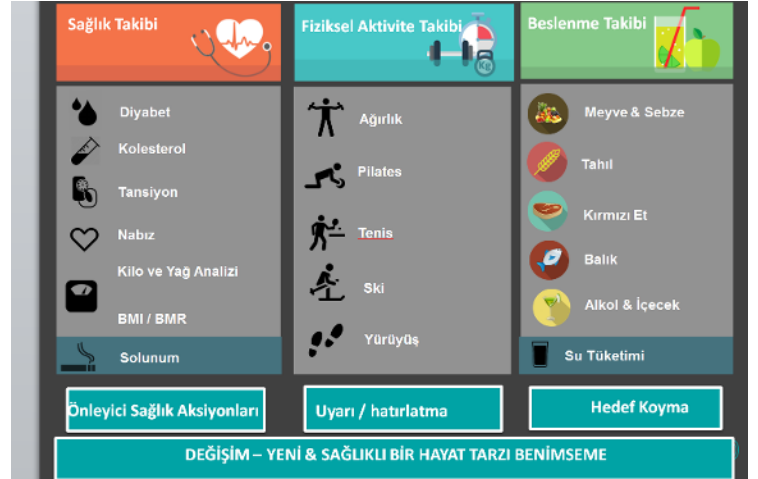 Sağlık Takibi
Diyabet
Kolesterol
Tansiyon
Nabız
Kilo ve Yağ Analizi
BMI / BMR
Solunum
Fiziksel Aktivite Takibi
Kg
Ağırlık
Pilates
Tenis
Ski
Yürüyüş
Beslenme Takibi
Meyve & Sebze
Tahıl
Kırmızı Et
Balık
Alkol & İçecek
Su Tüketimi
Önleyici Sağlık Aksiyonları
Uyarı / hatırlatma
Hedef Koyma
DEĞİŞİM – YENİ & SAĞLIKLI BİR HAYAT TARZI BENİMSEME